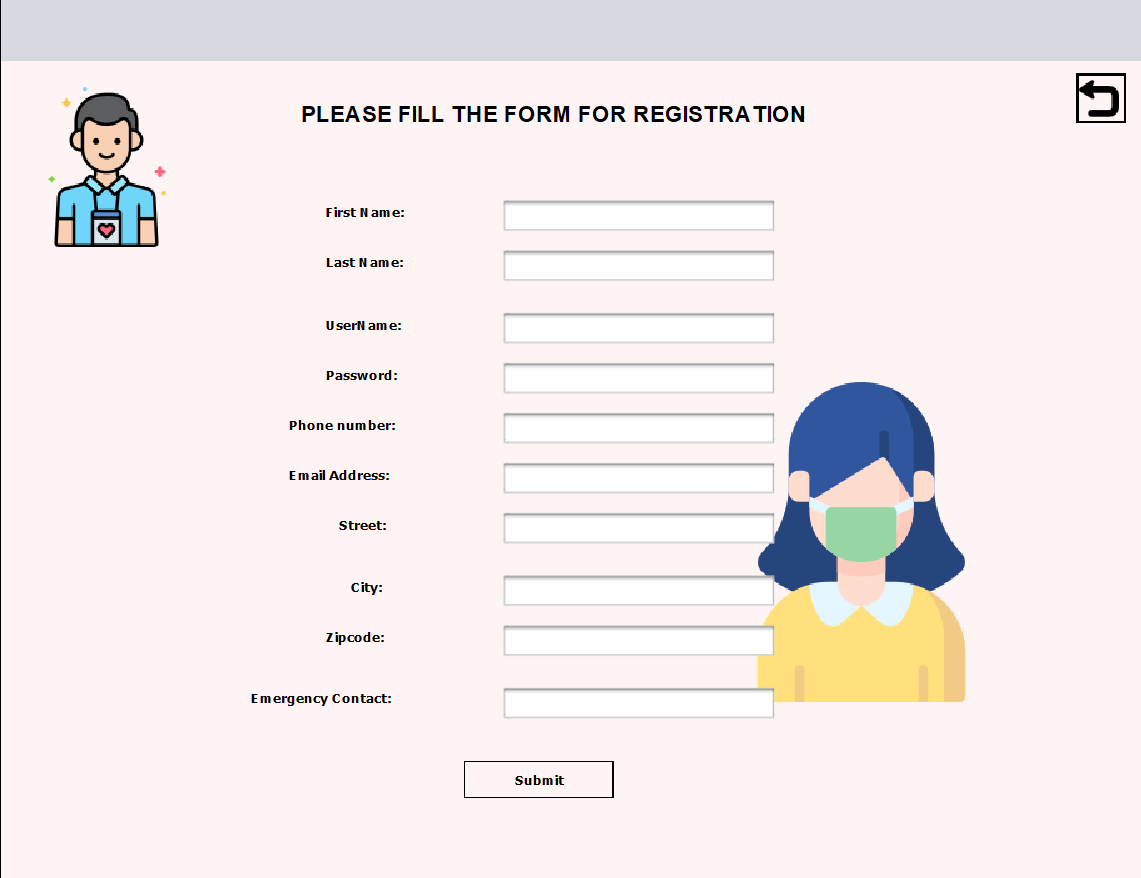 PLEASE FILL THE FORM FOR REGISTRATION
First Name:
Last Name:
UserName:
Password:
Phone number:
Email Address:
Street:
City:
Zipcode:
Emergency Contact:
Submit